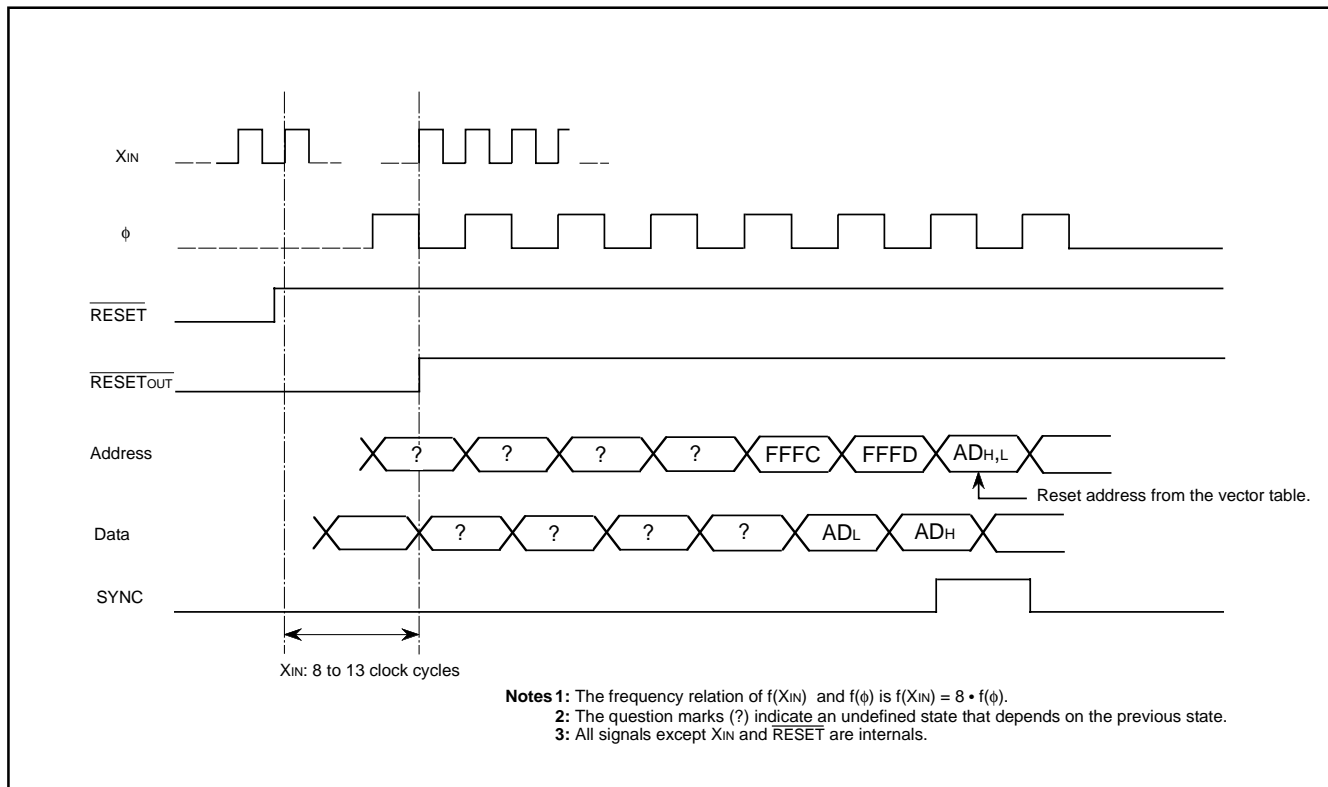 XIN
ϕ
RESET
RESETOUT
Address ? ? ? ? FFFC FFFD ADH,L
Reset address from the vector table.
Data ? ? ? ? ADL ADH
SYNC
XIN: 8 to 13 clock cycles
Notes 1: The frequency relation of f(XIN) and f(ϕ) is f(XIN) = 8 • f(ϕ).
2: The question marks (?) indicate an undefined state that depends on the previous state.
3: All signals except XIN and RESET are internals.